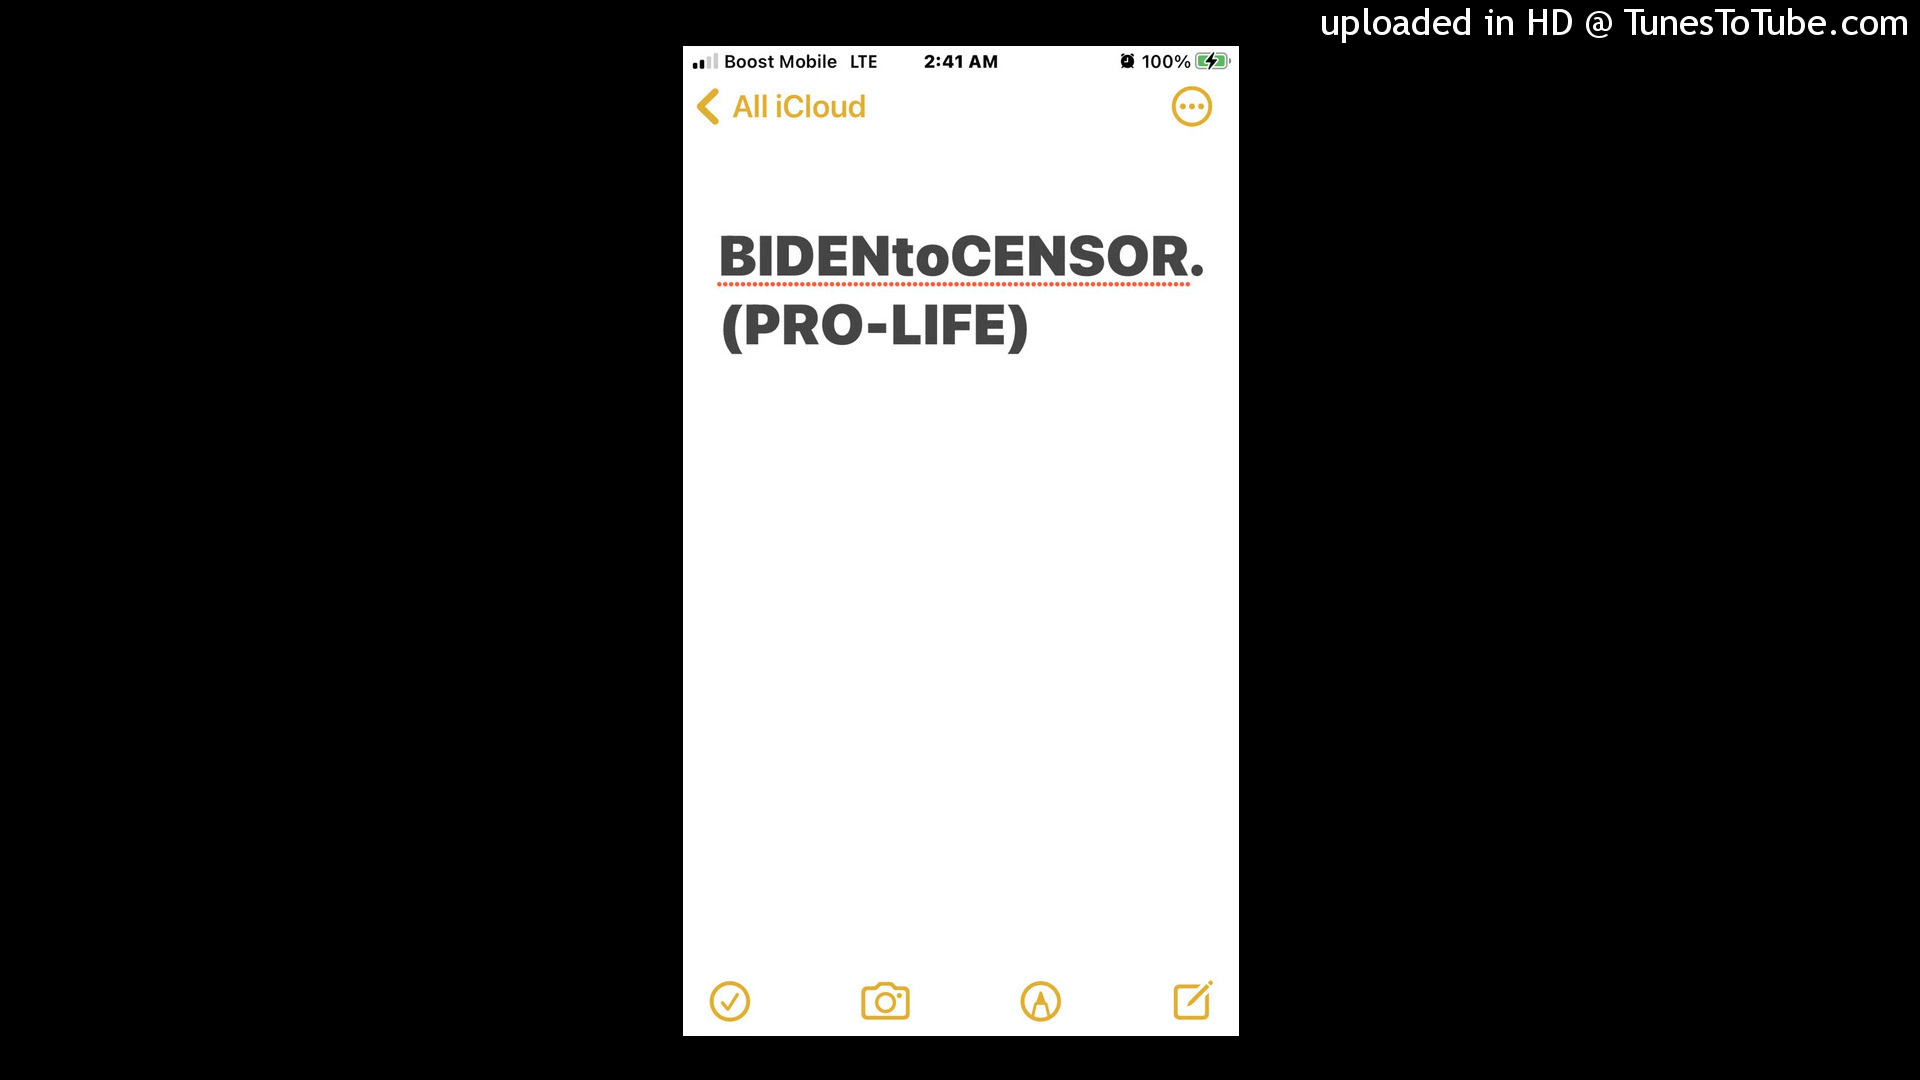 uploaded in HD @ TunesToTube.com
Boost Mobile LTE 2:41 AM 100%
All iCloud
BIDENtoCENSOR.
(PRO-LIFE)